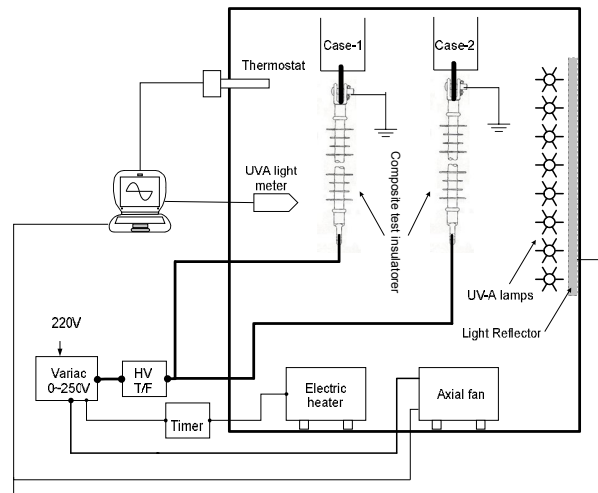 Case-1
Case-2
Thermostat
UVA light
meter
Composite test insulatorer
UV-A lamps
Light Reflector
220V
Variac
0~250V
HV
T/F
Timer
Electric
heater
Axial fan